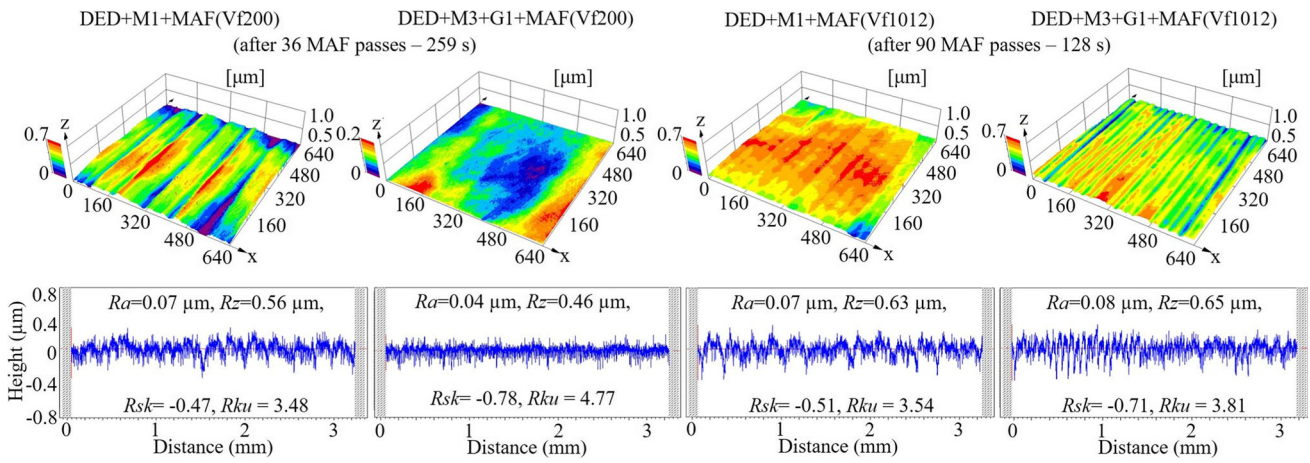 DED+M1+MAF(Vf200) DED+M3+G1+MAF(Vf200) DED+M1+MAF(Vf1012) DED+M3+G1+MAF(Vf1012)
(after 36 MAF passes – 259 s) (after 90 MAF passes – 128 s)
[µm] [µm] [µm] [µm]
z 0.7 0 1.0 0.5 640 480 320 160 0 160 320 480 640 x
z 0.2 0 1.0 0.5 640 480 320 160 0 160 320 480 640 x
z 0.7 0 1.0 0.5 640 480 320 160 0 160 320 480 640 x
z 0.7 0 1.0 0.5 640 480 320 160 0 160 320 480 640 x
Height (µm)
0.8
0.4
0
-0.4
-0.8
Ra=0.07 µm, Rz=0.56 µm, Ra=0.04 µm, Rz=0.46 µm, Ra=0.07 µm, Rz=0.63 µm, Ra=0.08 µm, Rz=0.65 µm,
Rsk= -0.47, Rku = 3.48 Rsk= -0.78, Rku = 4.77 Rsk= -0.51, Rku = 3.54 Rsk= -0.71, Rku = 3.81
0 1 2 3 0 1 2 3 0 1 2 3 0 1 2 3
Distance (mm) Distance (mm) Distance (mm) Distance (mm)